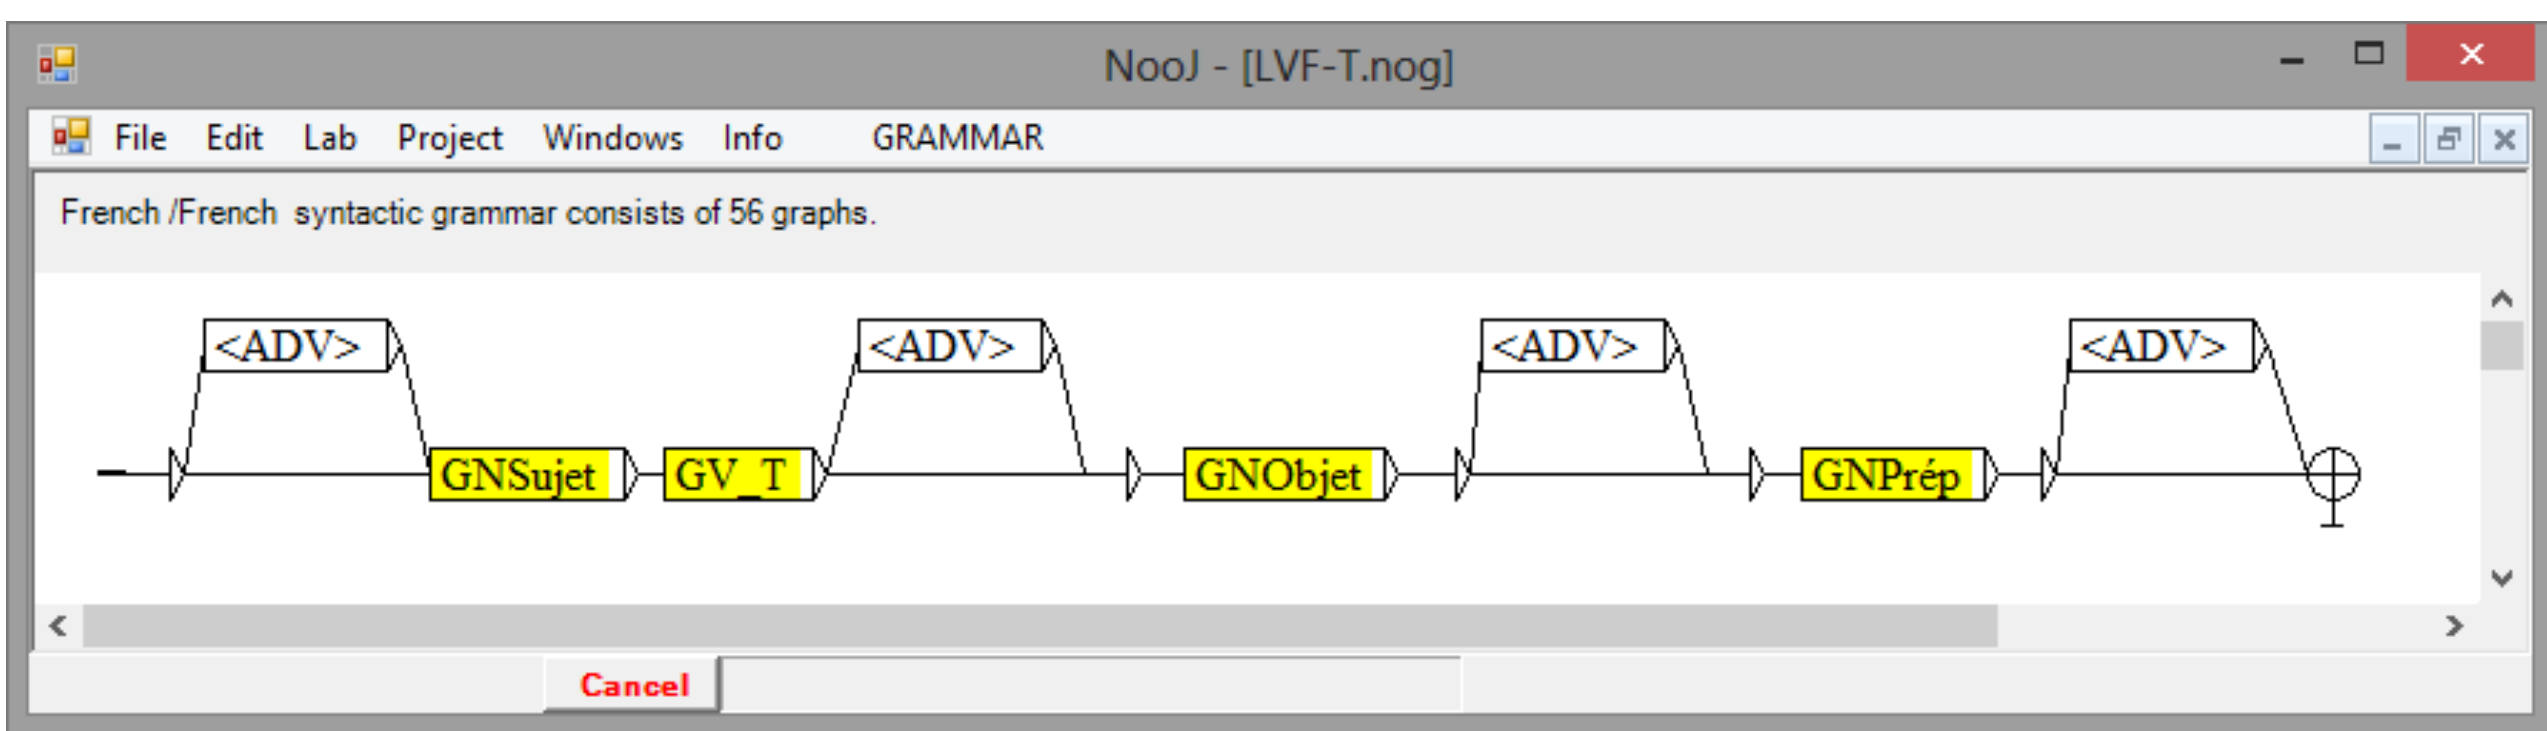 NooJ - [LVF-T.nog]
File Edit Lab Project Windows Info GRAMMAR
French /French syntactic grammar consists of 56 graphs.
<ADV> <ADV> <ADV> <ADV>
GNSujet GV_T GNObjet GNPrép
Cancel